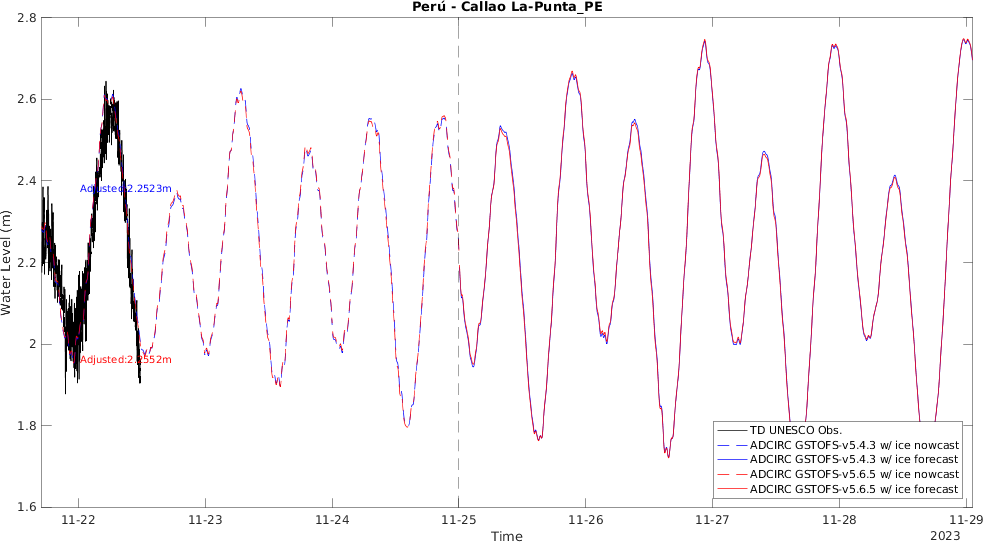 Perú - Callao La-Punta_PE
Water Level (m)
2.8
2.6
2.4
2.2
2
1.8
1.6
Adjusted:2.2523m
Adjusted:2.2552m
TD UNESCO Obs.
ADCIRC GSTOFS-v5.4.3 w/ ice nowcast
ADCIRC GSTOFS-v5.4.3 w/ ice forecast
ADCIRC GSTOFS-v5.6.5 w/ ice nowcast
ADCIRC GSTOFS-v5.6.5 w/ ice forecast
11-22 11-23 11-24 11-25 11-26 11-27 11-28 11-29
2023
Time